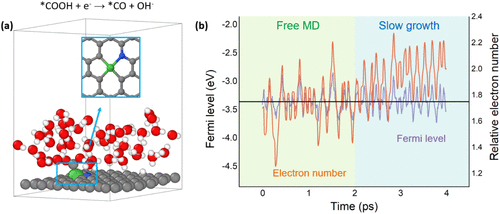 *COOH + e- → *CO + OH-
(a)
(b)
Free MD
Slow growth
Fermi level (eV)
-2.0
-2.5
-3.0
-3.5
-4.0
-4.5
Relative electron number
2.4
2.2
2.0
1.8
1.6
1.4
1.2
Fermi level
Electron number
0
1
2
3
4
Time (ps)